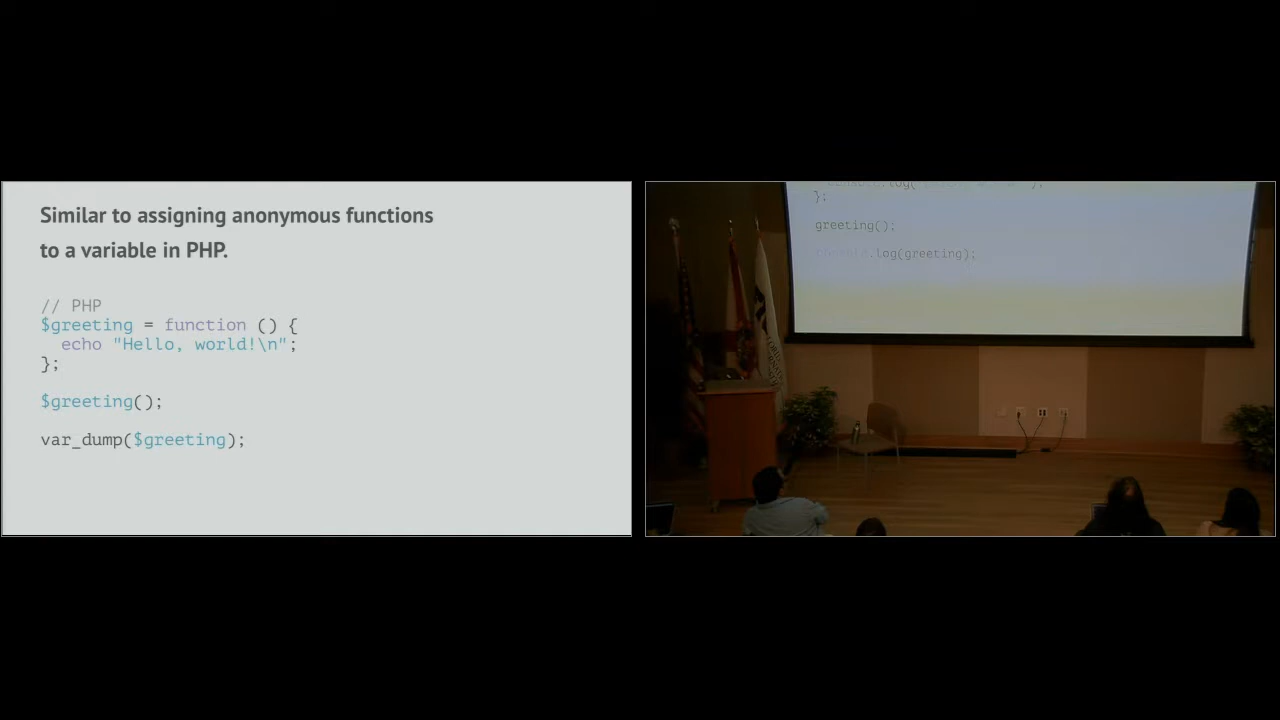 Similar to assigning anonymous functions
to a variable in PHP.
// PHP
$greeting = function () {
echo "Hello, world!\n";
};
$greeting();
var_dump($greeting);
};
greeting();
.log(greeting);